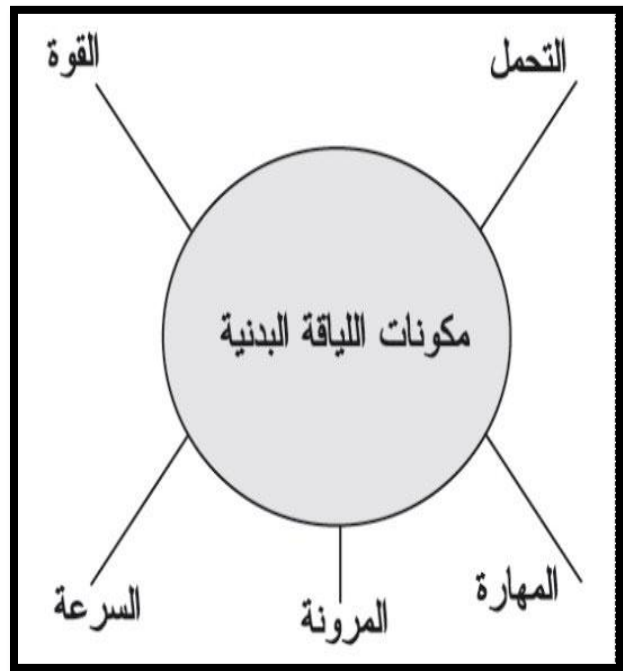 التحمل
القوة
مكونات اللياقة البدنية
المهارة
المرونة
السرعة